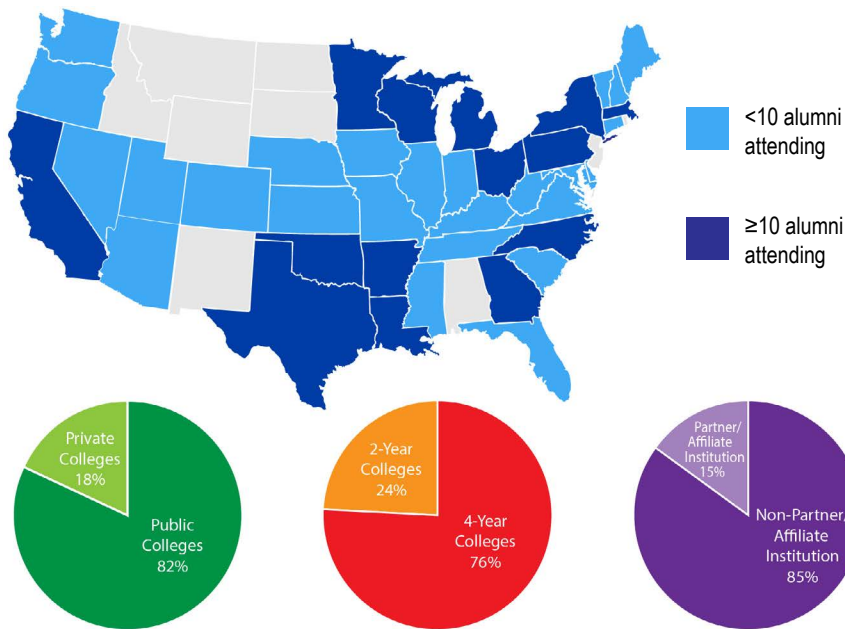 <10 alumni
attending
≥10 alumni
attending
Private
Colleges
18%
Public
Colleges
82%
2-Year
Colleges
24%
4-Year
Colleges
76%
Partner/
Affiliate
Institution
15%
Non-Partner/
Affiliate
Institution
85%